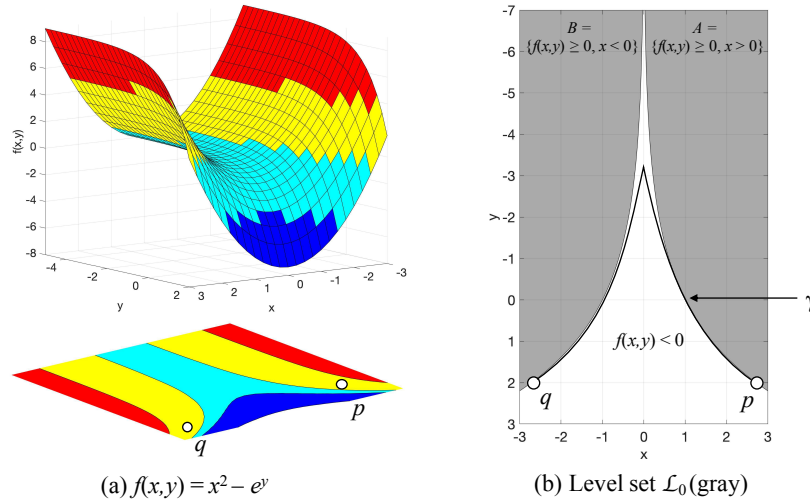 8
6
4
2
0
-2
-4
-6
-8
f(x,y)
-4
-2
0
2
y
3
2
1
0
-1
-2
-3
x
p
q
(a) f(x,y) = x² – eʸ
-7
-6
-5
-4
-3
-2
-1
0
1
2
3
y
B =
{f(x,y) ≥ 0, x < 0}
A =
{f(x,y) ≥ 0, x > 0}
γ
f(x,y) < 0
q
p
-3
-2
-1
0
1
2
3
x
(b) Level set ℒ₀(gray)